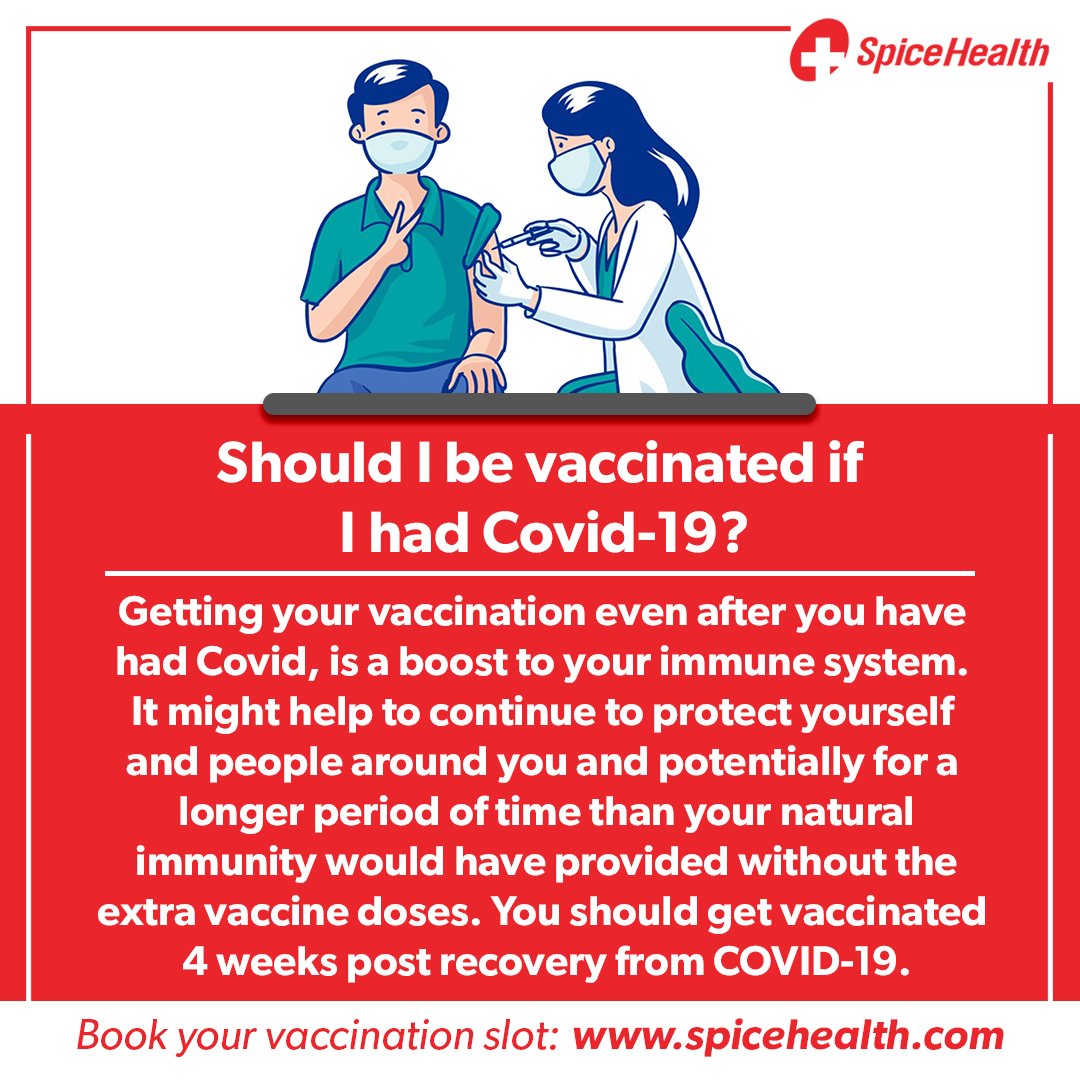 SpiceHealth
Should I be vaccinated if
I had Covid-19?
Getting your vaccination even after you have
had Covid, is a boost to your immune system.
It might help to continue to protect yourself
and people around you and potentially for a
longer period of time than your natural
immunity would have provided without the
extra vaccine doses. You should get vaccinated
4 weeks post recovery from COVID-19.
Book your vaccination slot: www.spicehealth.com